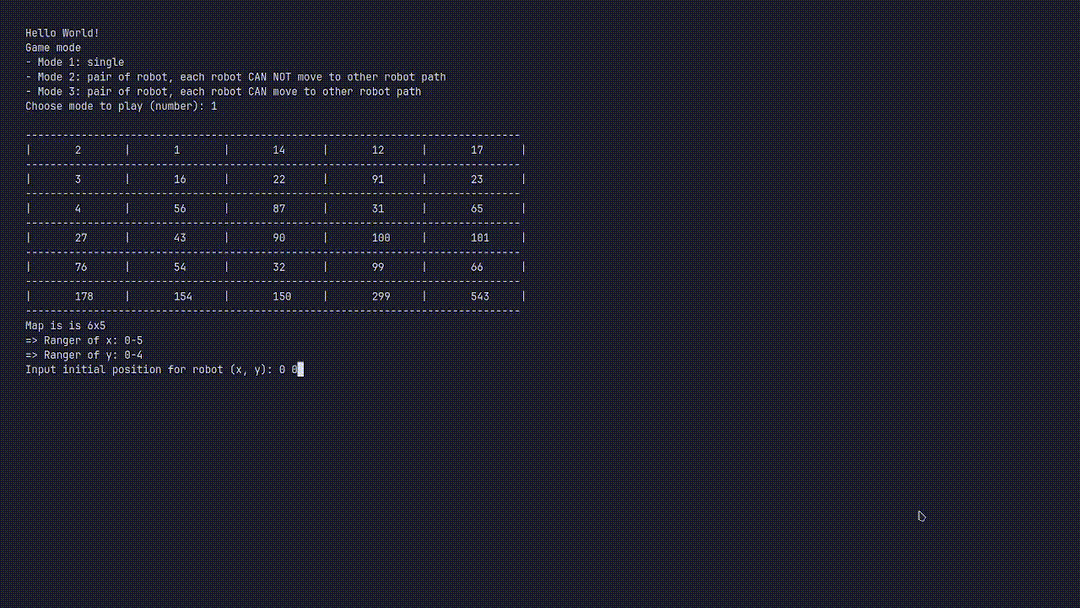 Hello World!
Game mode
- Mode 1: single
- Mode 2: pair of robot, each robot CAN NOT move to other robot path
- Mode 3: pair of robot, each robot CAN move to other robot path
Choose mode to play (number): 1
--------------------------------------------------------------------------------
| 2 | 1 | 14 | 12 | 17 |
--------------------------------------------------------------------------------
| 3 | 16 | 22 | 91 | 23 |
--------------------------------------------------------------------------------
| 4 | 56 | 87 | 31 | 65 |
--------------------------------------------------------------------------------
| 27 | 43 | 90 | 100 | 101 |
--------------------------------------------------------------------------------
| 76 | 54 | 32 | 99 | 66 |
--------------------------------------------------------------------------------
| 178 | 154 | 150 | 299 | 543 |
--------------------------------------------------------------------------------
Map is is 6x5
=> Ranger of x: 0-5
=> Ranger of y: 0-4
Input initial position for robot (x, y): 0 0